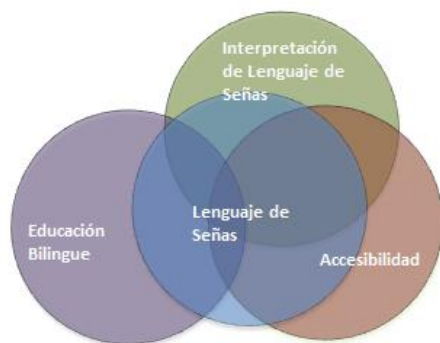 Interpretación
de Lenguaje de
Señas
Lenguaje de
Señas
Educación
Bilingue
Accesibilidad